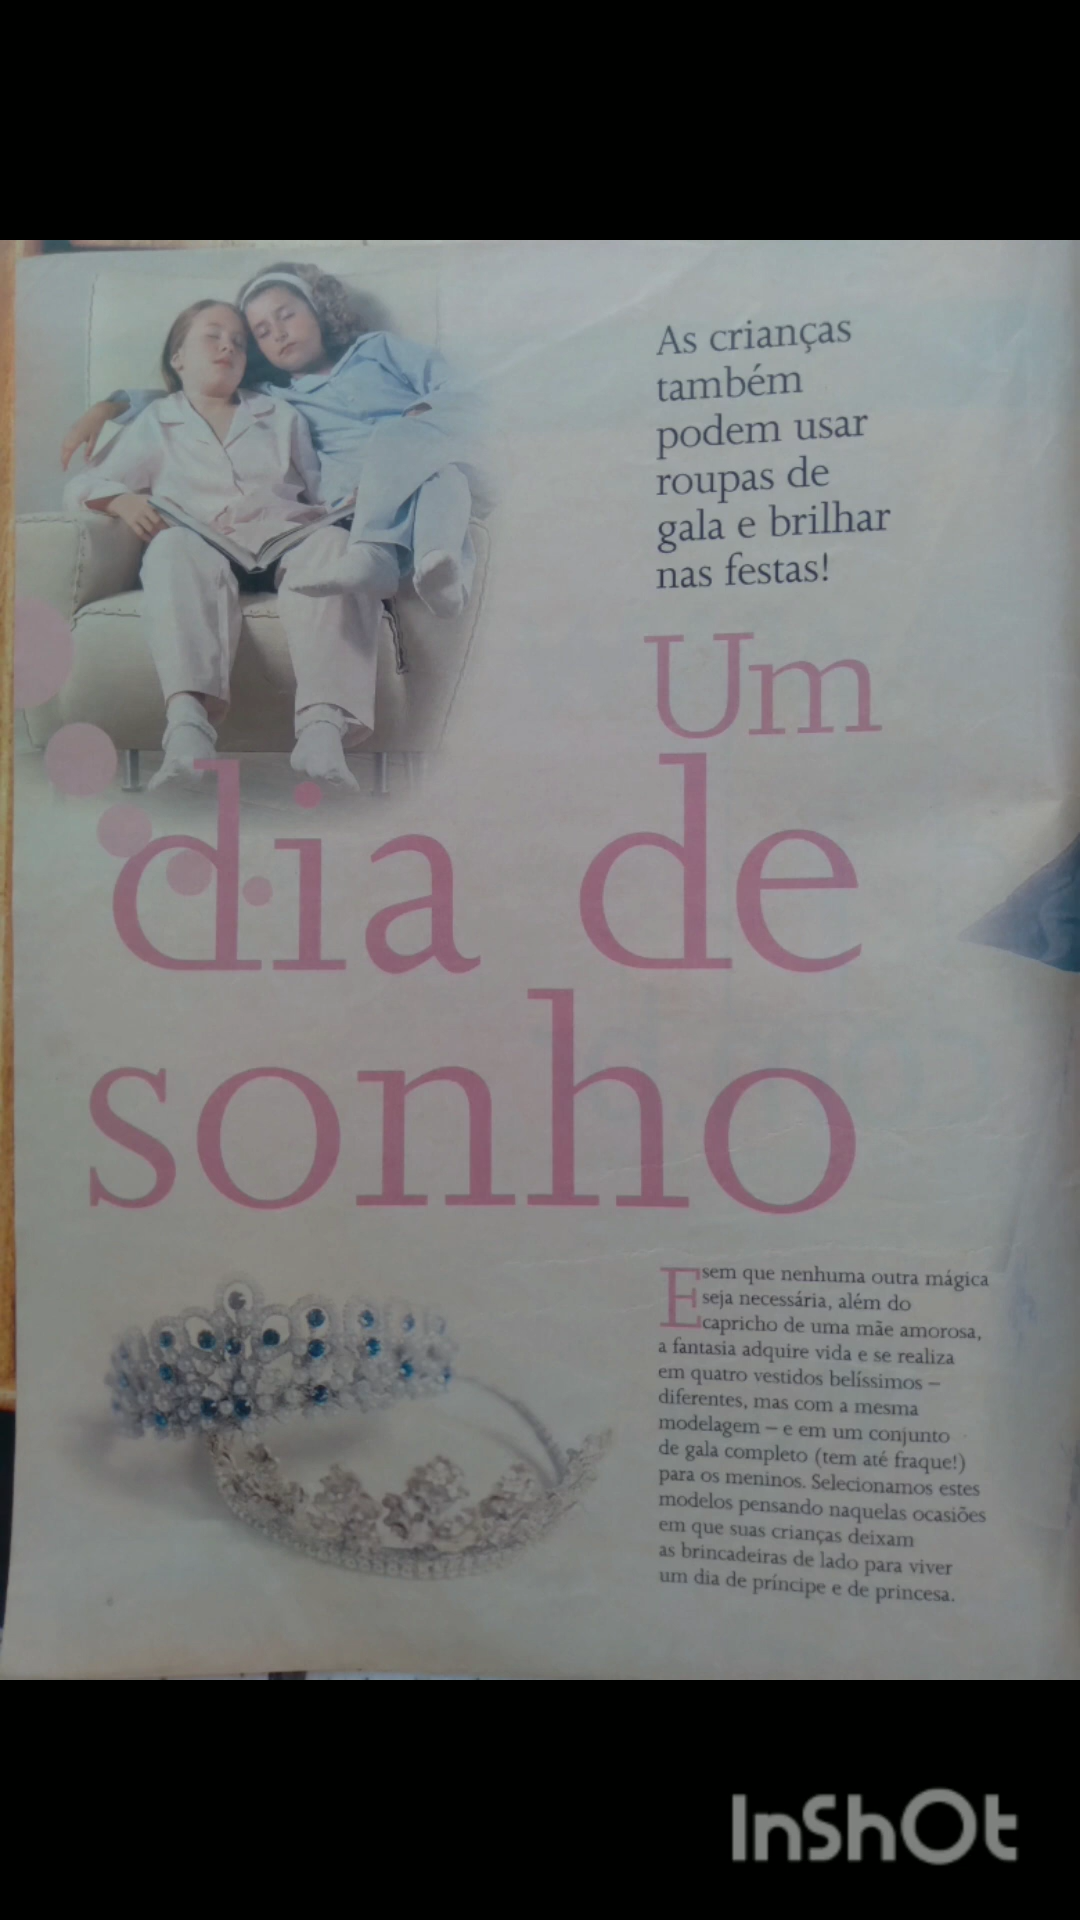 As crianças
também
podem usar
roupas de
gala e brilhar
nas festas!
Um
dia de
sonho
E sem que nenhuma outra mágica
seja necessária, além do
capricho de uma mãe amorosa,
a fantasia adquire vida e se realiza
em quatro vestidos belíssimos –
diferentes, mas com a mesma
modelagem – e em um conjunto
de gala completo (tem até fraque!)
para os meninos. Selecionamos estes
modelos pensando naquelas ocasiões
em que suas crianças deixam
as brincadeiras de lado para viver
um dia de príncipe e de princesa.
InShOt